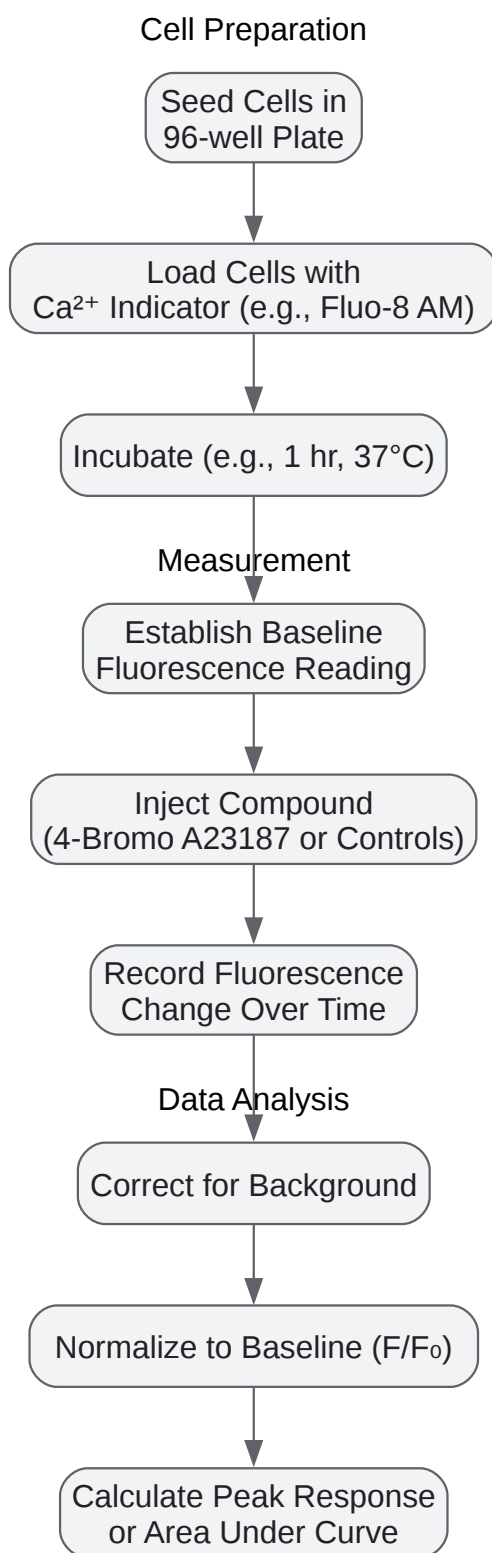 Cell Preparation
Seed Cells in
96-well Plate
Load Cells with
Ca²⁺ Indicator (e.g., Fluo-8 AM)
Incubate (e.g., 1 hr, 37°C)
Measurement
Establish Baseline
Fluorescence Reading
Inject Compound
(4-Bromo A23187 or Controls)
Record Fluorescence
Change Over Time
Data Analysis
Correct for Background
Normalize to Baseline (F/F₀)
Calculate Peak Response
or Area Under Curve